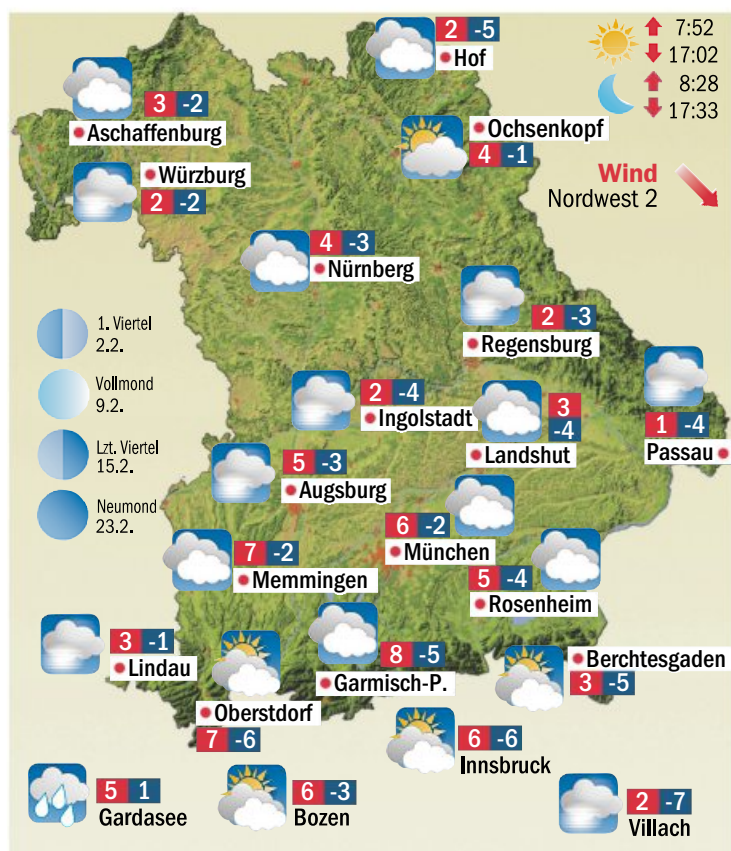 2 -5
Hof
7:52
17:02
8:28
17:33
3 -2
Aschaffenburg
Ochsenkopf
4 -1
Würzburg
2 -2
Wind
Nordwest 2
4 -3
Nürnberg
2 -3
Regensburg
1. Viertel
2.2.
Vollmond
9.2.
Lzt. Viertel
15.2.
Neumond
23.2.
2 -4
Ingolstadt
3
-4
Landshut
1 -4
Passau
5 -3
Augsburg
6 -2
München
7 -2
Memmingen
5 -4
Rosenheim
3 -1
Lindau
8 -5
Garmisch-P.
Berchtesgaden
3 -5
Oberstdorf
7 -6
6 -6
Innsbruck
5 1
Gardasee
6 -3
Bozen
2 -7
Villach